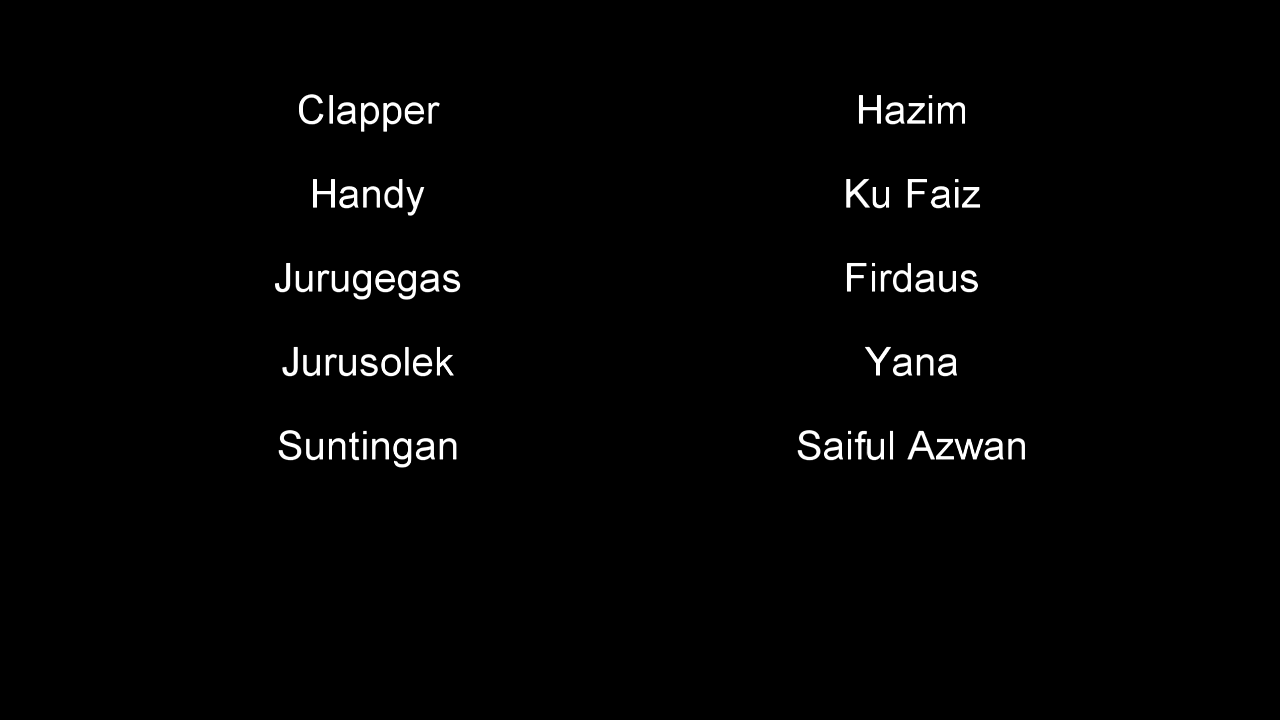 Clapper Hazim
Handy Ku Faiz
Jurugegas Firdaus
Jurusolek Yana
Suntingan Saiful Azwan